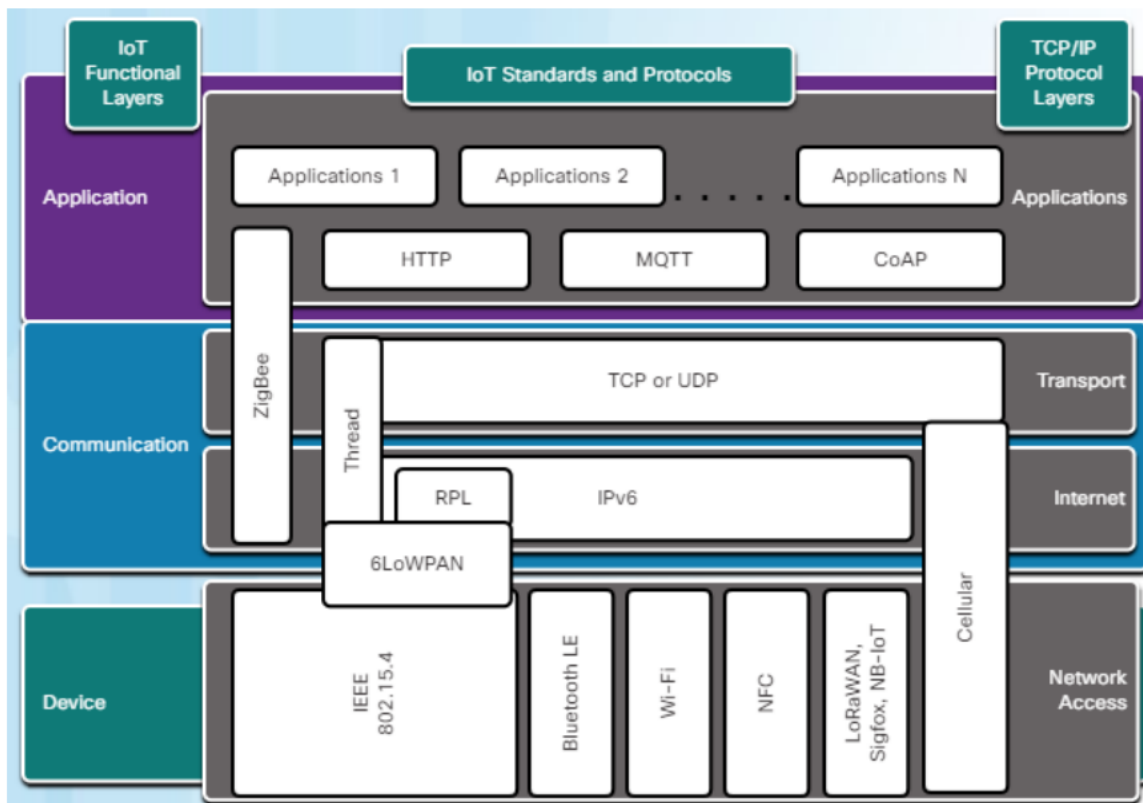 IoT
Functional
Layers
IoT Standards and Protocols
TCP/IP
Protocol
Layers
Application
Applications 1
Applications 2
. . . . .
Applications N
Applications
HTTP
MQTT
CoAP
Communication
ZigBee
Thread
TCP or UDP
Transport
RPL
IPv6
Internet
6LoWPAN
Cellular
Device
IEEE
802.15.4
Bluetooth LE
Wi-Fi
NFC
LoRaWAN,
Sigfox, NB-IoT
Network
Access